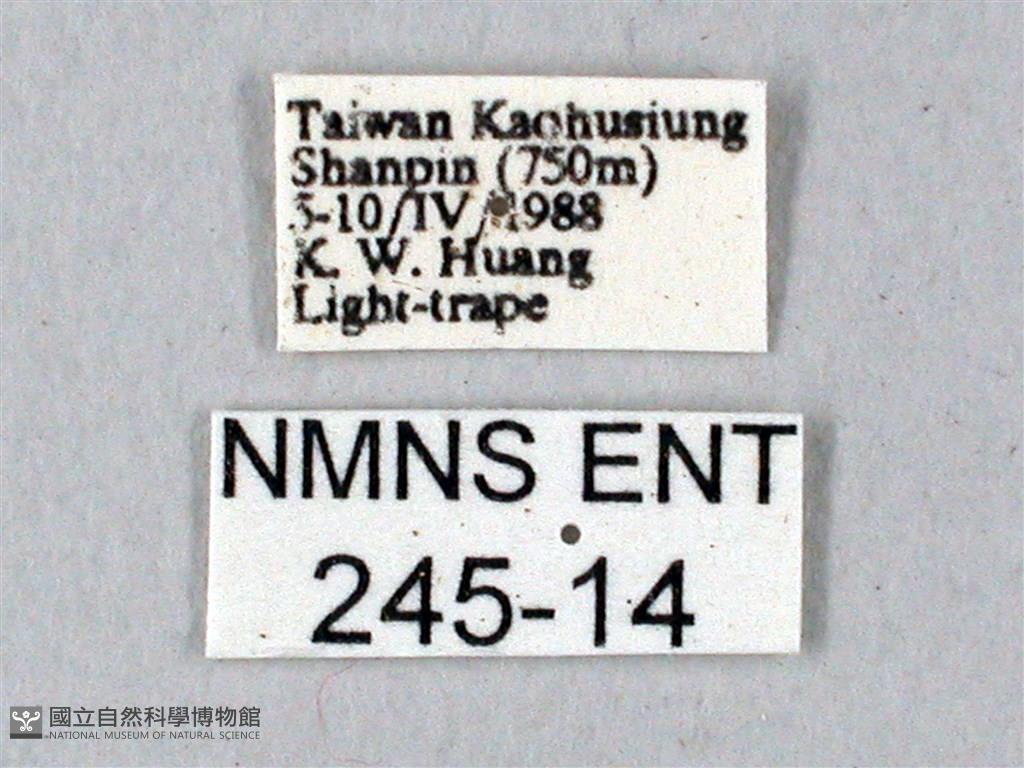 Taiwan Kaohusiung
Shanpin (750m)
5-10/IV/1988
K. W. Huang
Light-trape
NMNS ENT
245-14
國立自然科學博物館
NATIONAL MUSEUM OF NATURAL SCIENCE